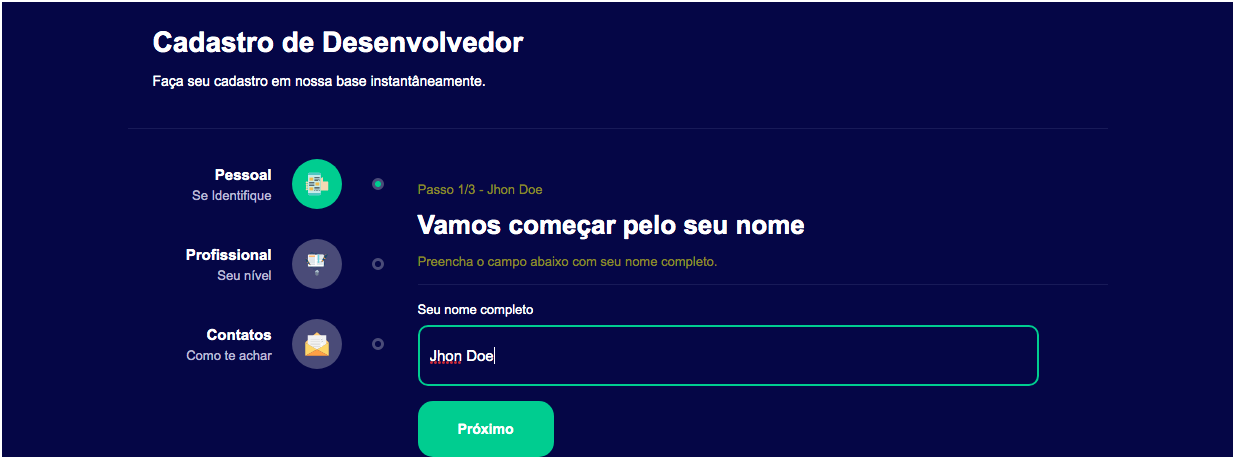 Cadastro de Desenvolvedor
Faça seu cadastro em nossa base instantâneamente.
Pessoal
Se Identifique
Profissional
Seu nível
Contatos
Como te achar
Passo 1/3 - Jhon Doe
Vamos começar pelo seu nome
Preencha o campo abaixo com seu nome completo.
Seu nome completo
Jhon Doe
Próximo